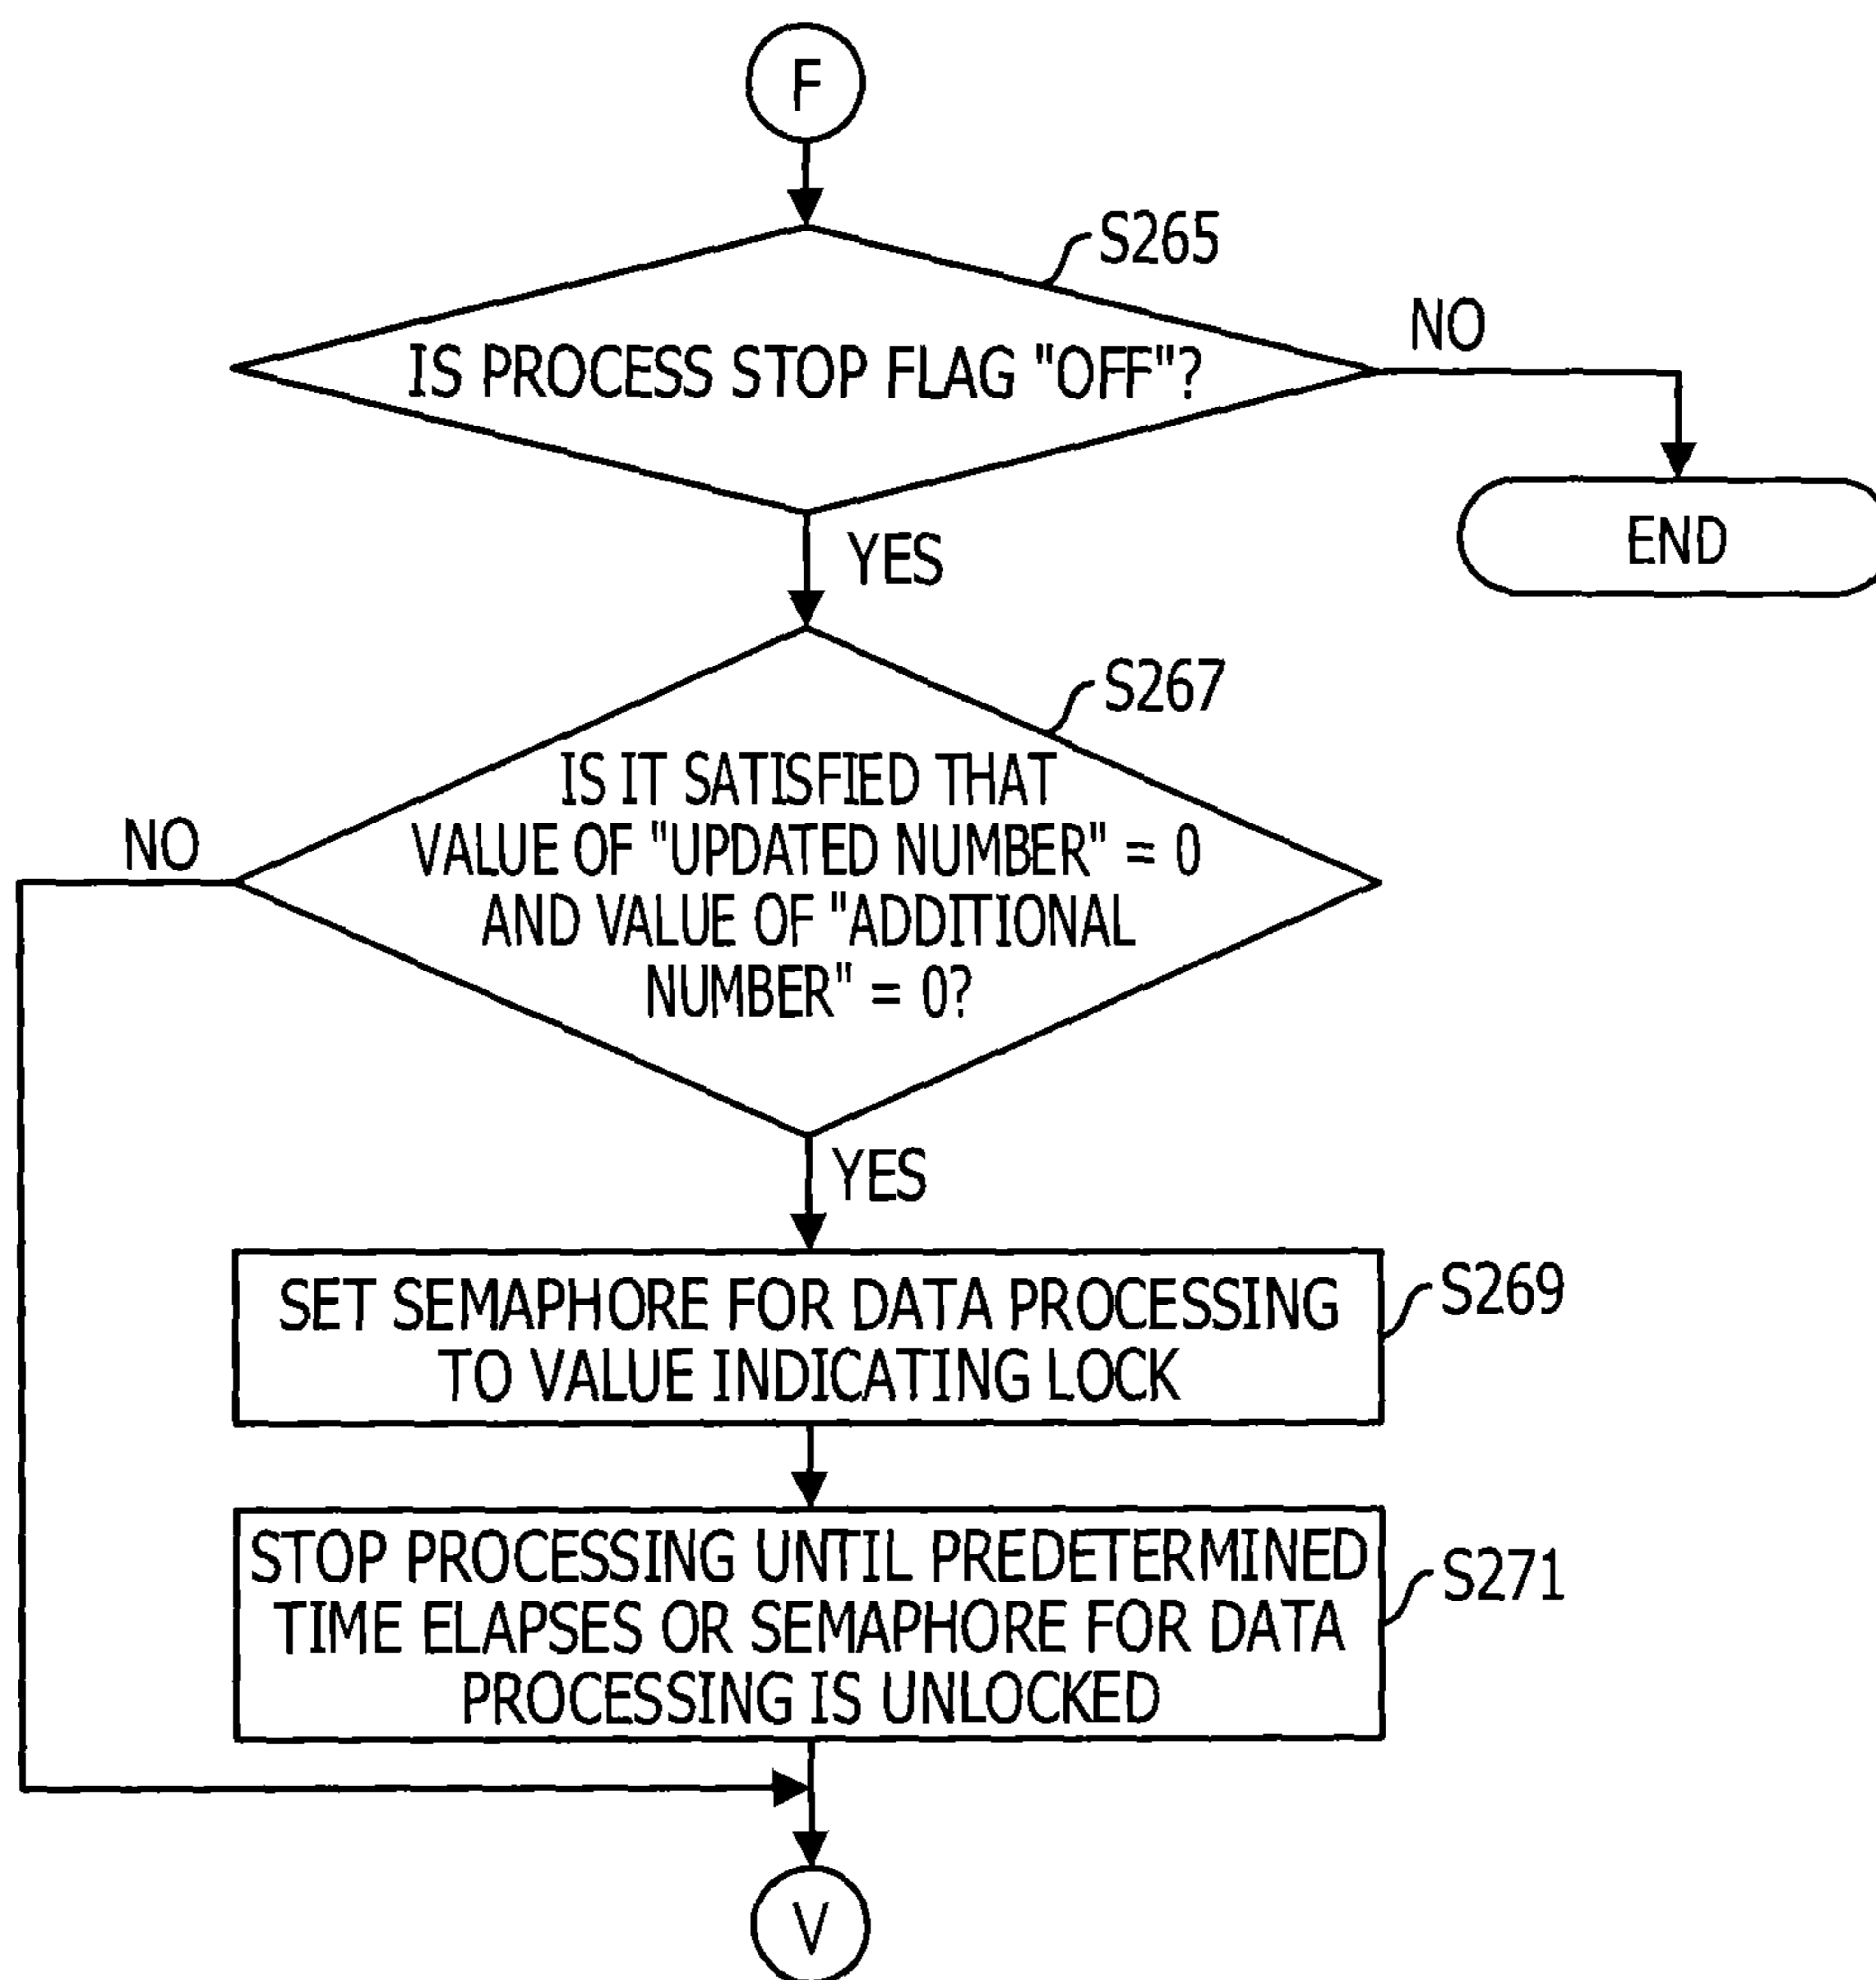 F
S265
IS PROCESS STOP FLAG "OFF"?
NO
END
YES
S267
IS IT SATISFIED THAT
VALUE OF "UPDATED NUMBER" = 0
AND VALUE OF "ADDITIONAL
NUMBER" = 0?
NO
YES
SET SEMAPHORE FOR DATA PROCESSING
TO VALUE INDICATING LOCK
S269
STOP PROCESSING UNTIL PREDETERMINED
TIME ELAPSES OR SEMAPHORE FOR DATA
PROCESSING IS UNLOCKED
S271
V